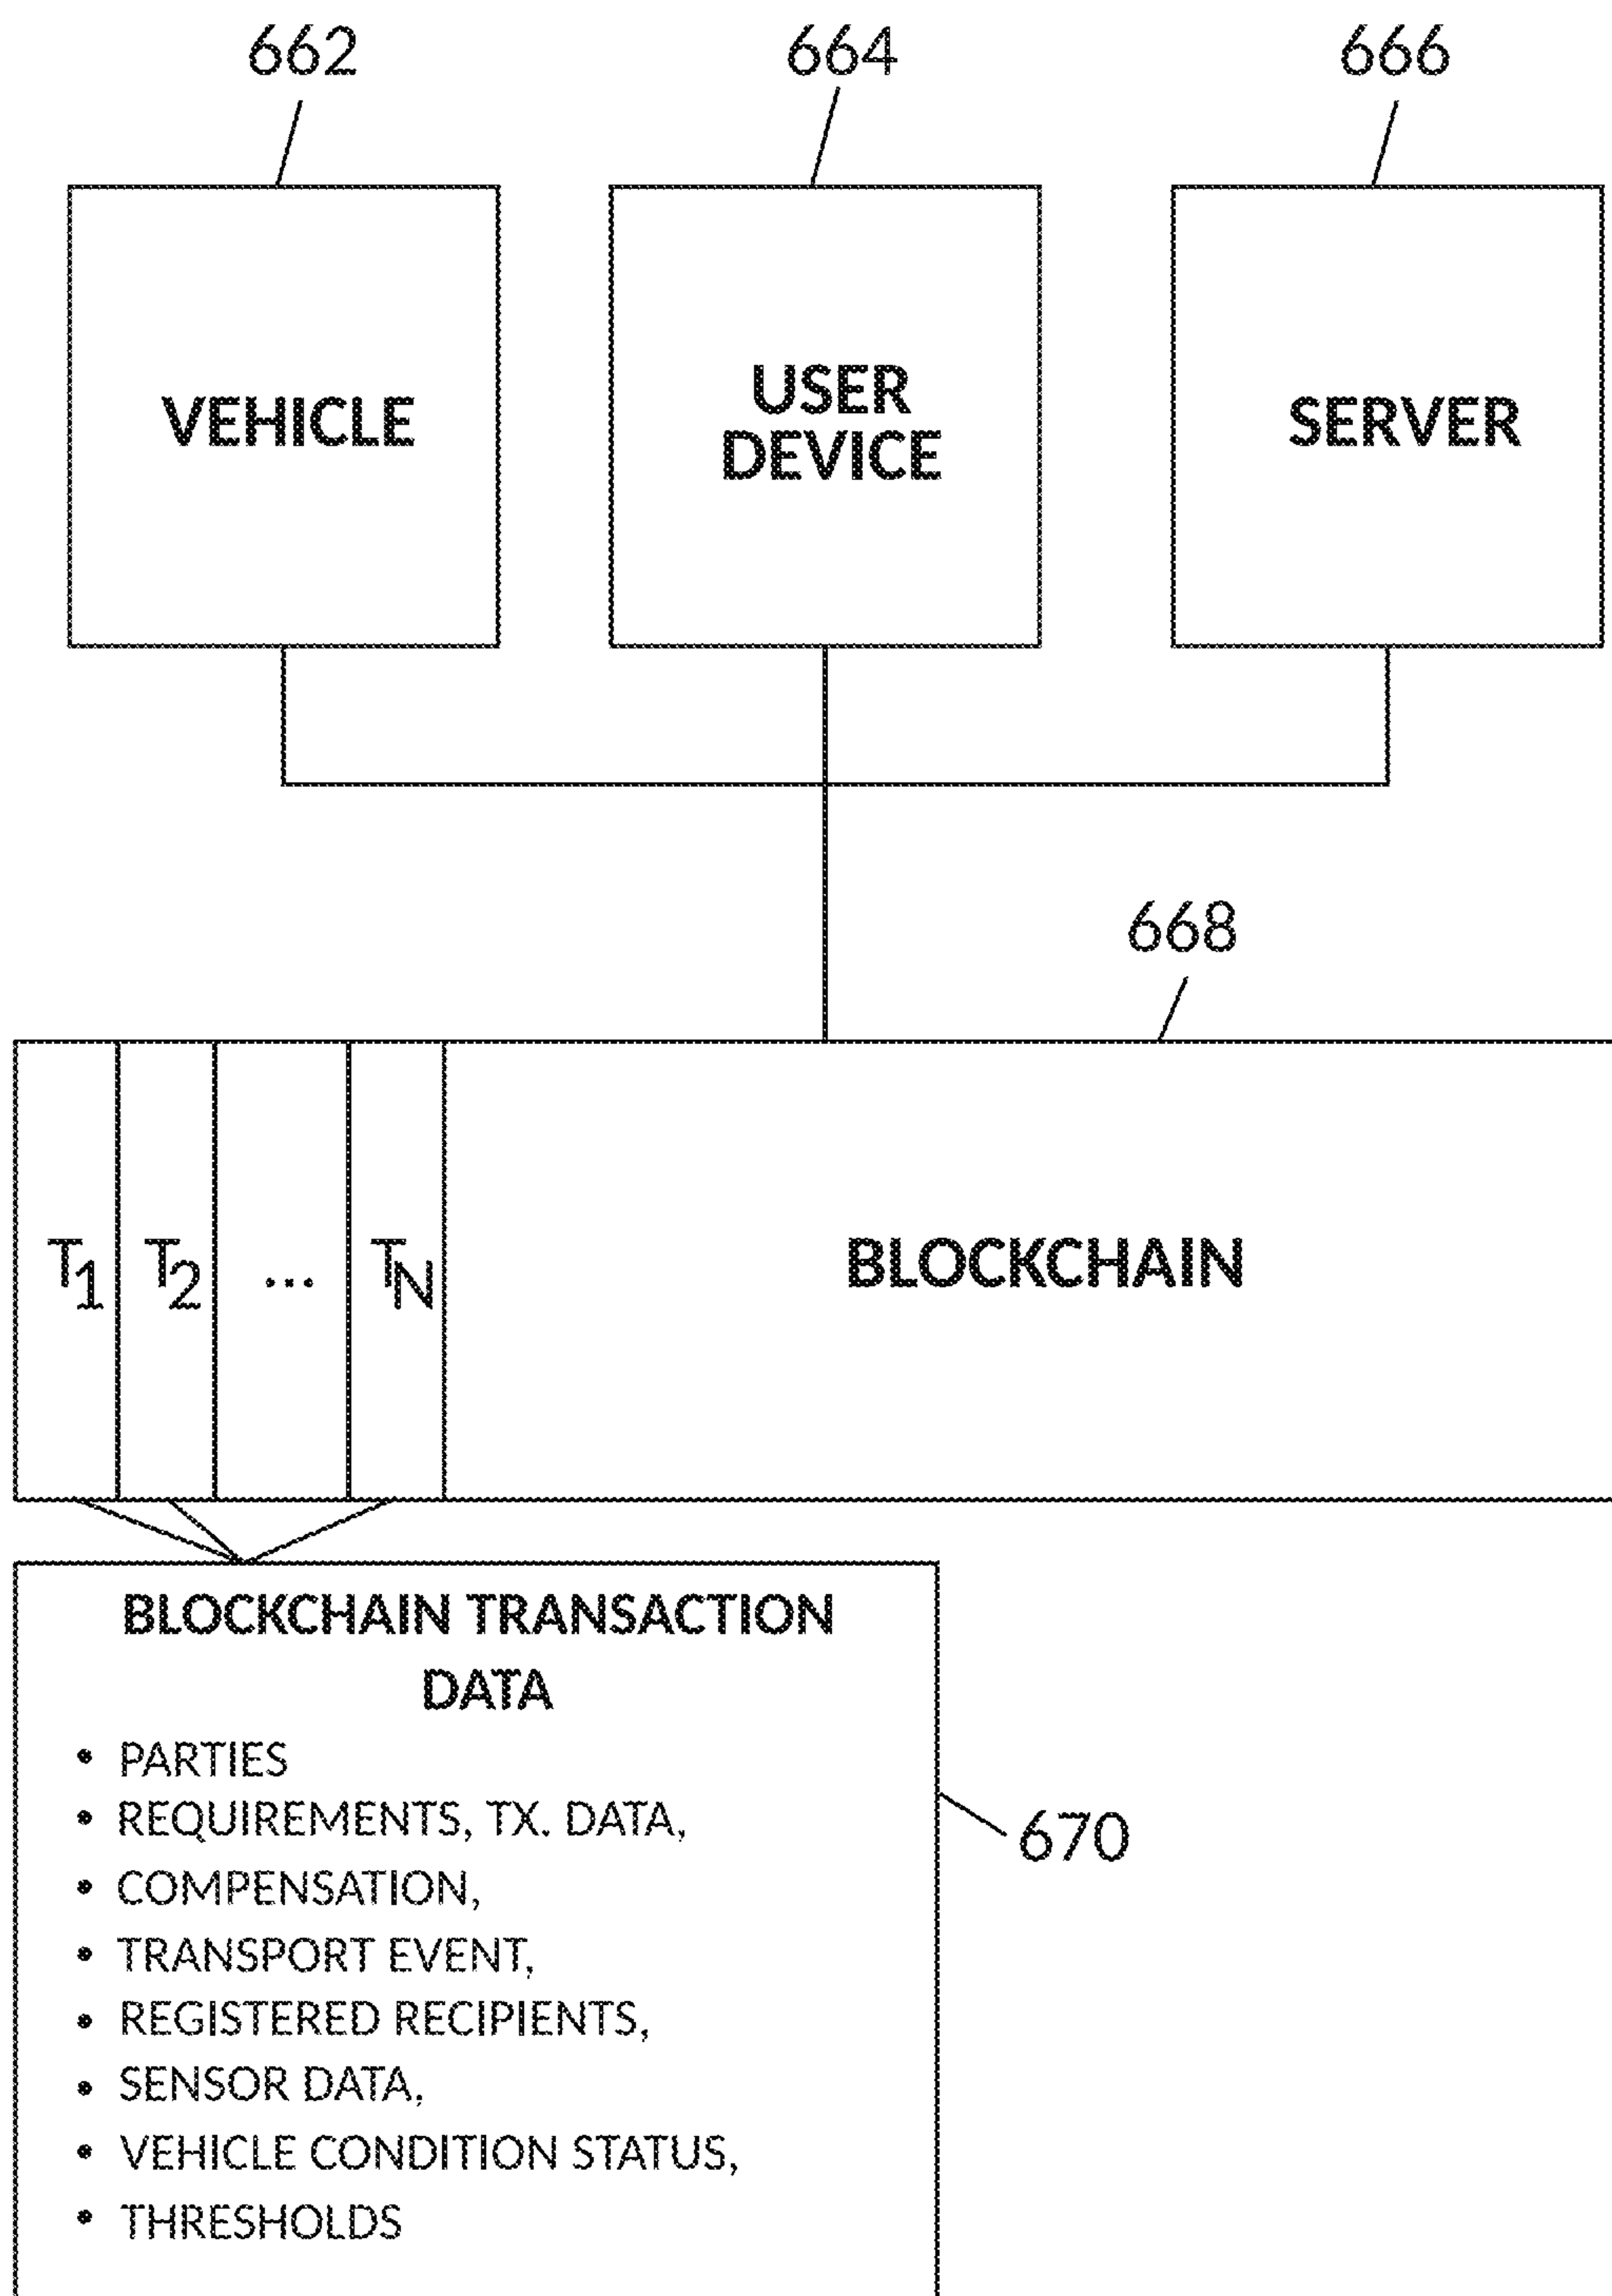 662 664 666
VEHICLE
USER
DEVICE
SERVER
668
T1 T2 ... TN
BLOCKCHAIN
BLOCKCHAIN TRANSACTION
DATA
• PARTIES
• REQUIREMENTS, TX. DATA,
• COMPENSATION,
• TRANSPORT EVENT,
• REGISTERED RECIPIENTS,
• SENSOR DATA,
• VEHICLE CONDITION STATUS,
• THRESHOLDS
670